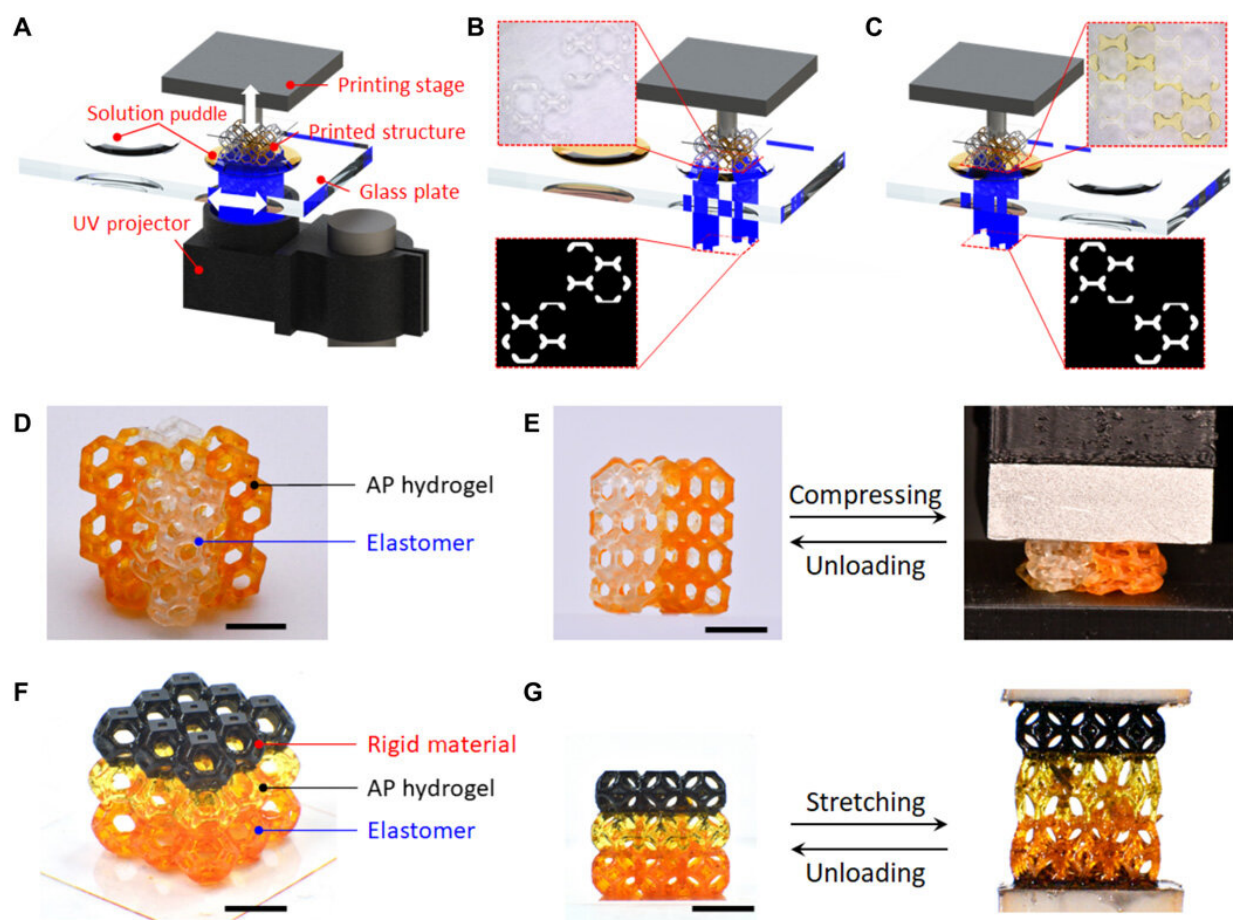 A
Printing stage
Solution puddle
Printed structure
Glass plate
UV projector
B
C
D
AP hydrogel
Elastomer
E
Compressing
Unloading
F
Rigid material
AP hydrogel
Elastomer
G
Stretching
Unloading